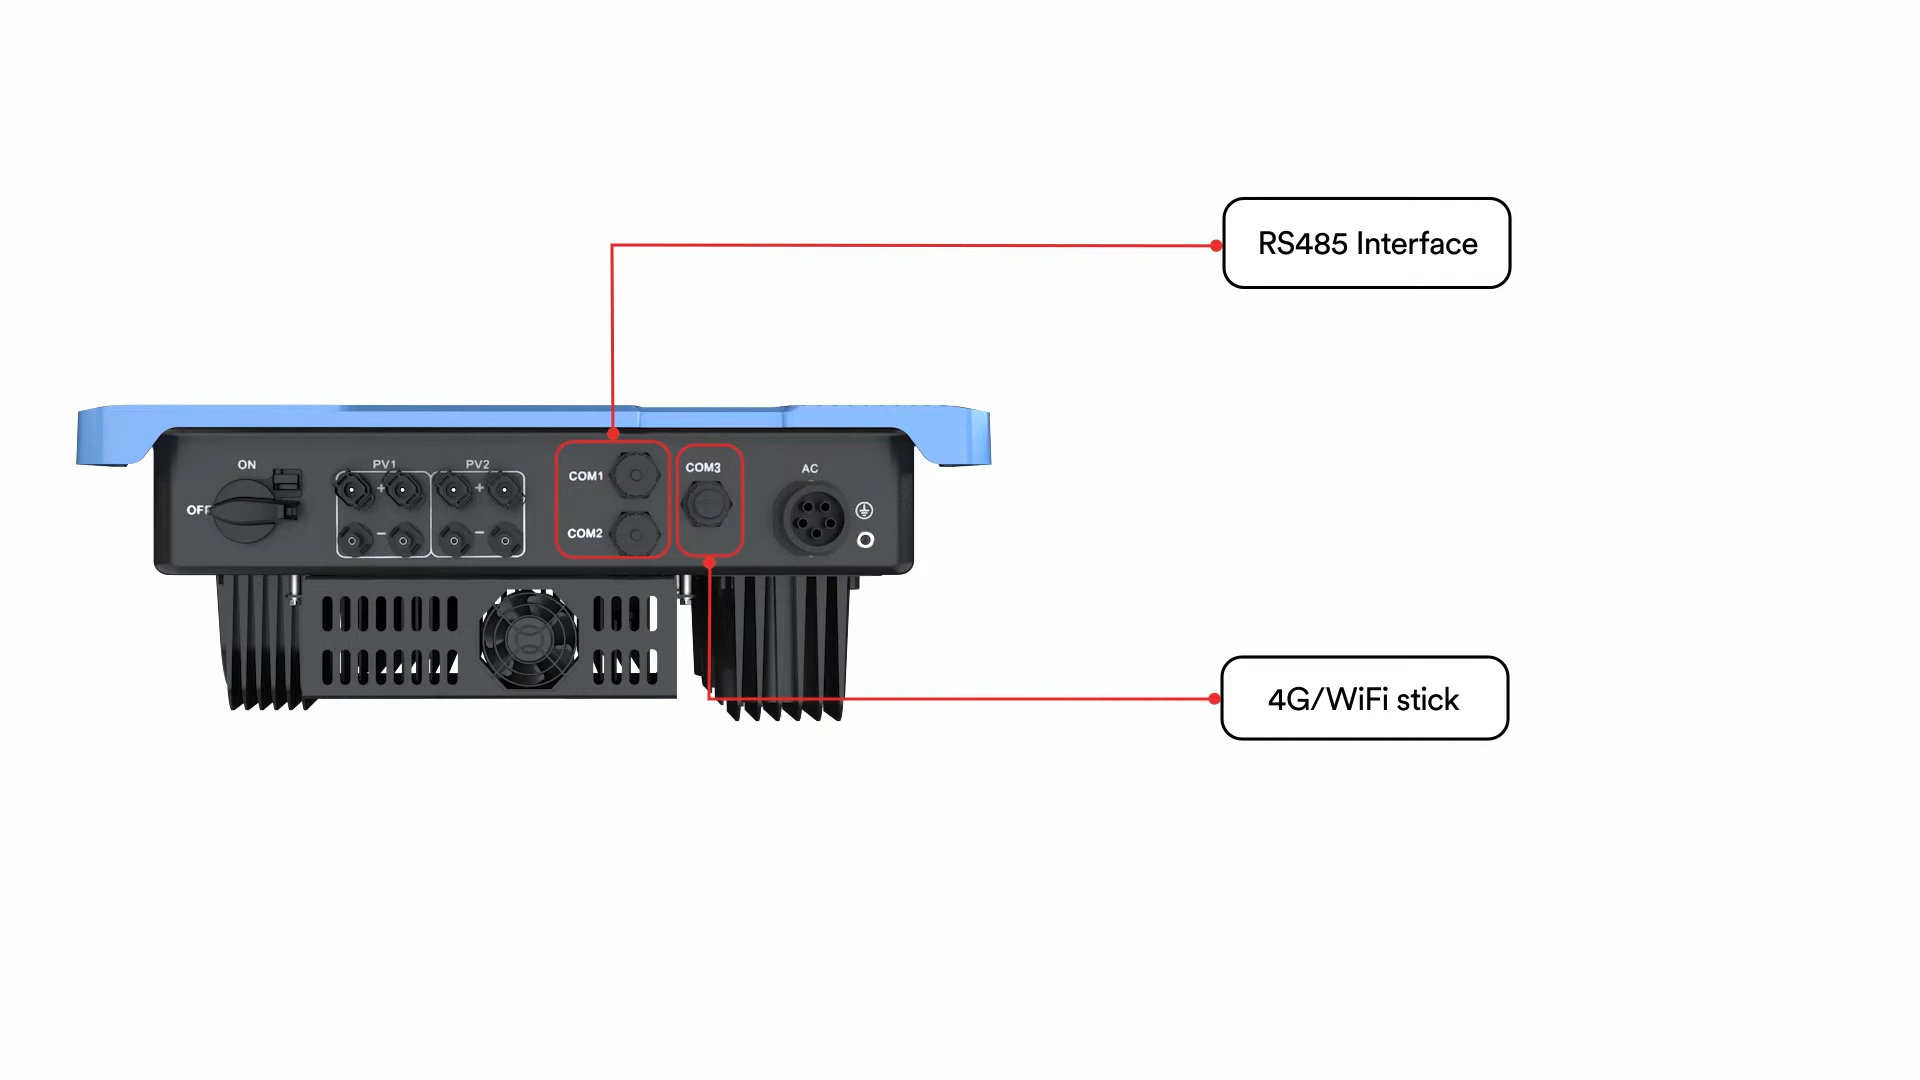 RS485 Interface
ON
OFF
PV1
PV2
+
+
-
-
COM1
COM2
COM3
AC
4G/WiFi stick